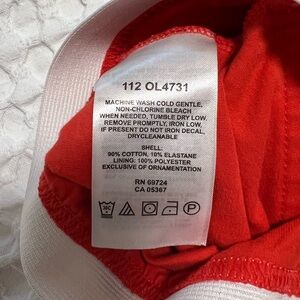 112 OL4731
MACHINE WASH COLD GENTLE,
NON-CHLORINE BLEACH
WHEN NEEDED, TUMBLE DRY LOW,
REMOVE PROMPTLY, IRON LOW,
IF PRESENT DO NOT IRON DECAL,
DRYCLEANABLE
SHELL:
90% COTTON, 10% ELASTANE
LINING: 100% POLYESTER
EXCLUSIVE OF ORNAMENTATION
RN 69724
CA 05367